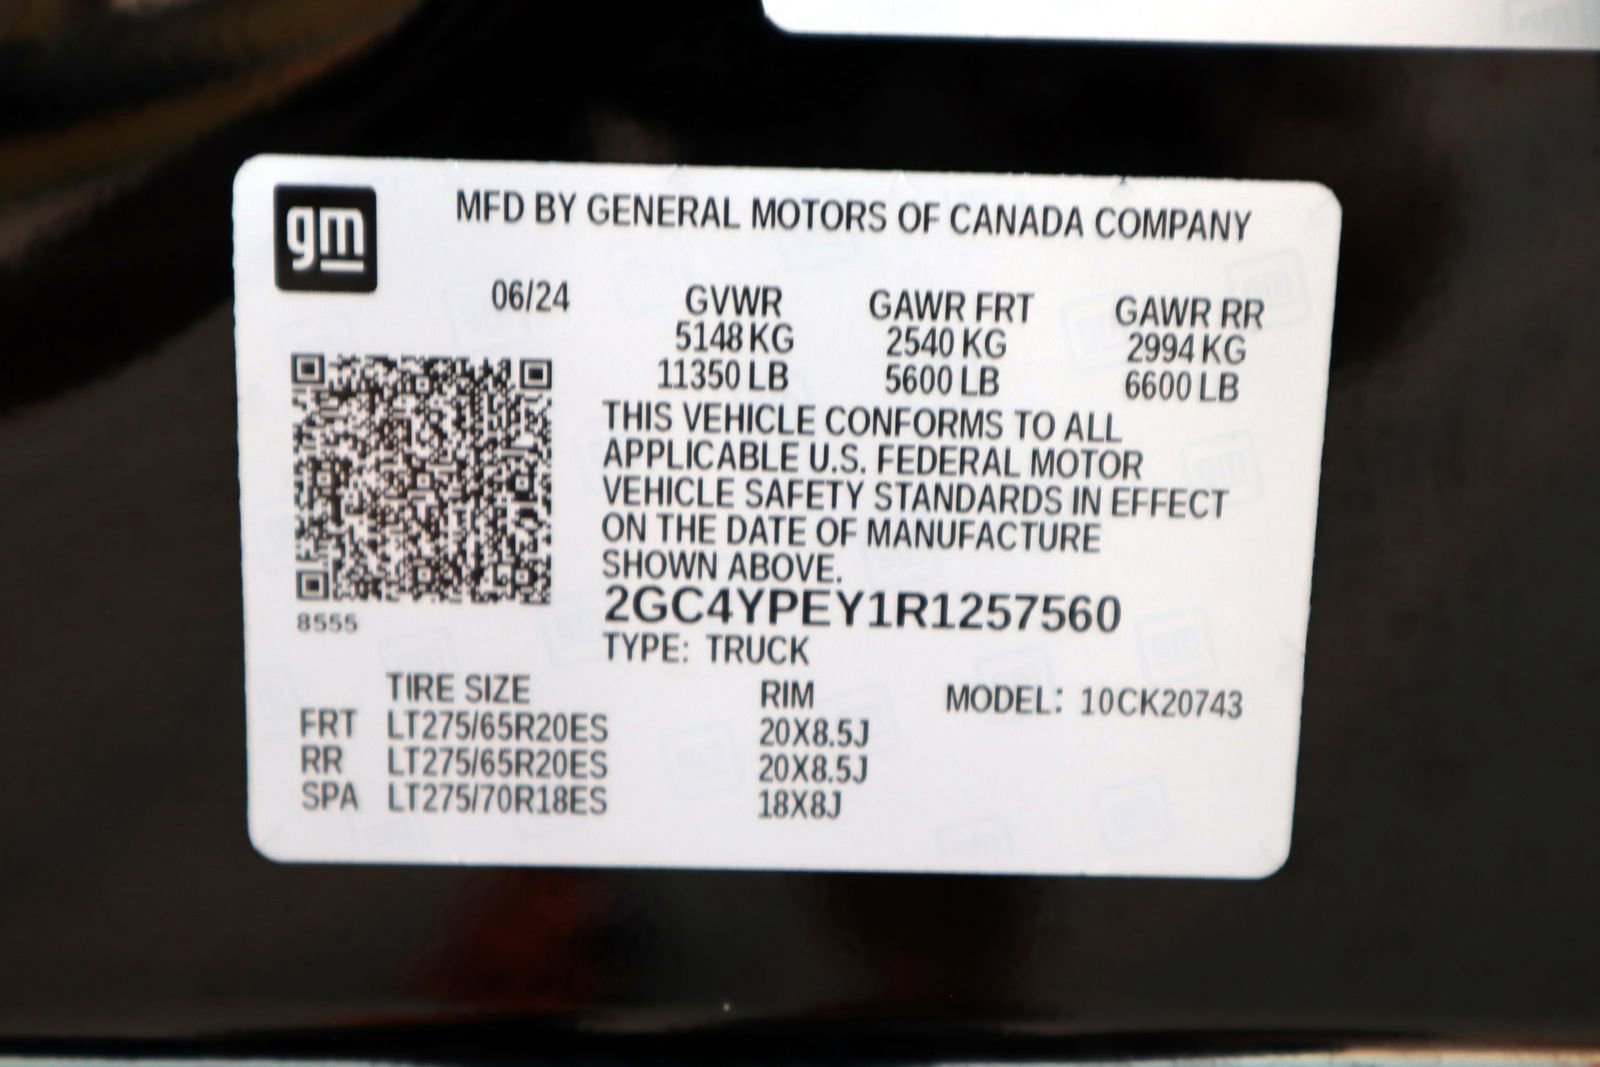 gm
MFD BY GENERAL MOTORS OF CANADA COMPANY
06/24 GVWR GAWR FRT GAWR RR
5148 KG 2540 KG 2994 KG
11350 LB 5600 LB 6600 LB
THIS VEHICLE CONFORMS TO ALL
APPLICABLE U.S. FEDERAL MOTOR
VEHICLE SAFETY STANDARDS IN EFFECT
ON THE DATE OF MANUFACTURE
SHOWN ABOVE.
8555
2GC4YPEY1R1257560
TYPE: TRUCK
TIRE SIZE RIM MODEL: 10CK20743
FRT LT275/65R20ES 20X8.5J
RR LT275/65R20ES 20X8.5J
SPA LT275/70R18ES 18X8J